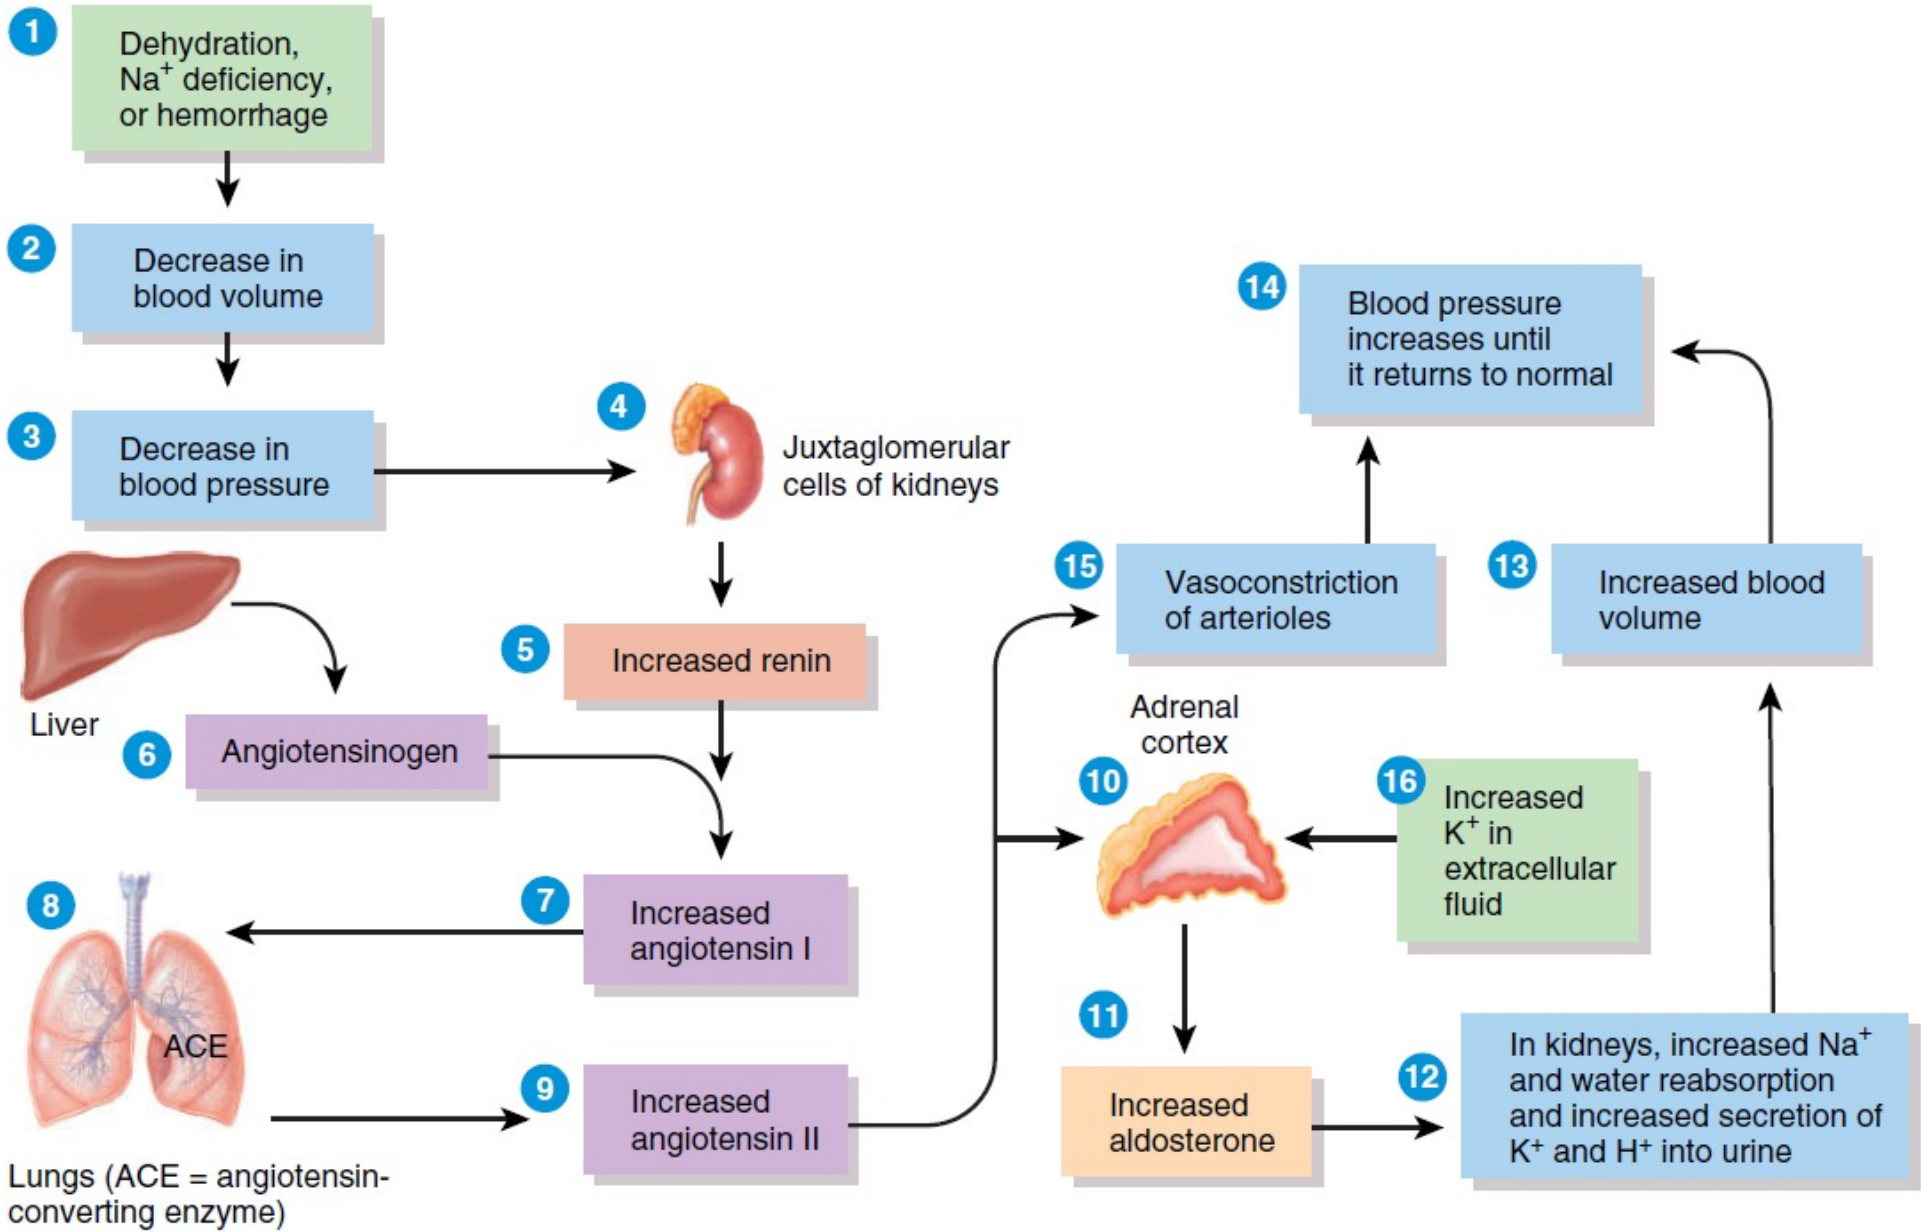 1
Dehydration,
Na⁺ deficiency,
or hemorrhage
2
Decrease in
blood volume
3
Decrease in
blood pressure
4
Juxtaglomerular
cells of kidneys
5
Increased renin
Liver
6
Angiotensinogen
7
Increased
angiotensin I
8
ACE
Lungs (ACE = angiotensin-
converting enzyme)
9
Increased
angiotensin II
Adrenal
cortex
10
11
Increased
aldosterone
12
In kidneys, increased Na⁺
and water reabsorption
and increased secretion of
K⁺ and H⁺ into urine
13
Increased blood
volume
14
Blood pressure
increases until
it returns to normal
15
Vasoconstriction
of arterioles
16
Increased
K⁺ in
extracellular
fluid